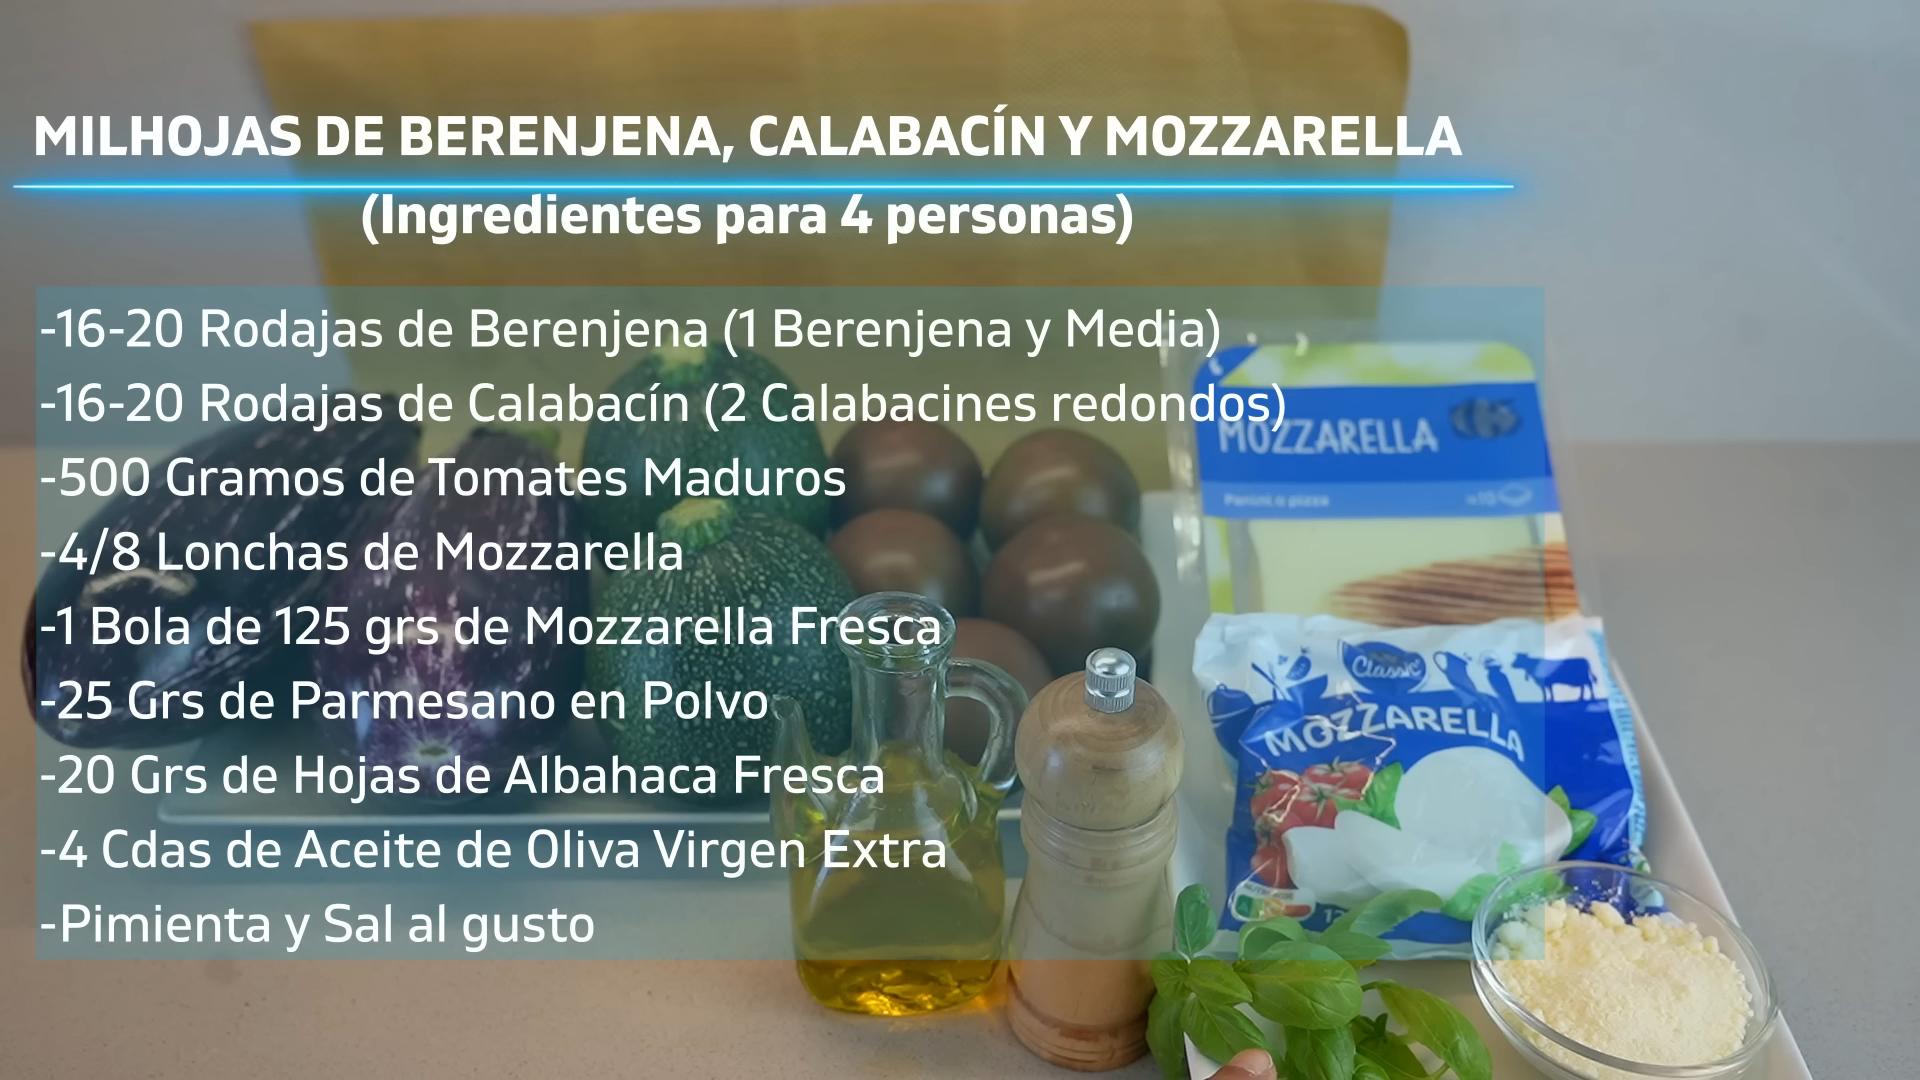 MILHOJAS DE BERENJENA, CALABACÍN Y MOZZARELLA
(Ingredientes para 4 personas)
-16-20 Rodajas de Berenjena (1 Berenjena y Media)
-16-20 Rodajas de Calabacín (2 Calabacines redondos)
-500 Gramos de Tomates Maduros
-4/8 Lonchas de Mozzarella
-1 Bola de 125 grs de Mozzarella Fresca
-25 Grs de Parmesano en Polvo
-20 Grs de Hojas de Albahaca Fresca
-4 Cdas de Aceite de Oliva Virgen Extra
-Pimienta y Sal al gusto
MOZZARELLA
Panini o pizza
Classic
MOZZARELLA